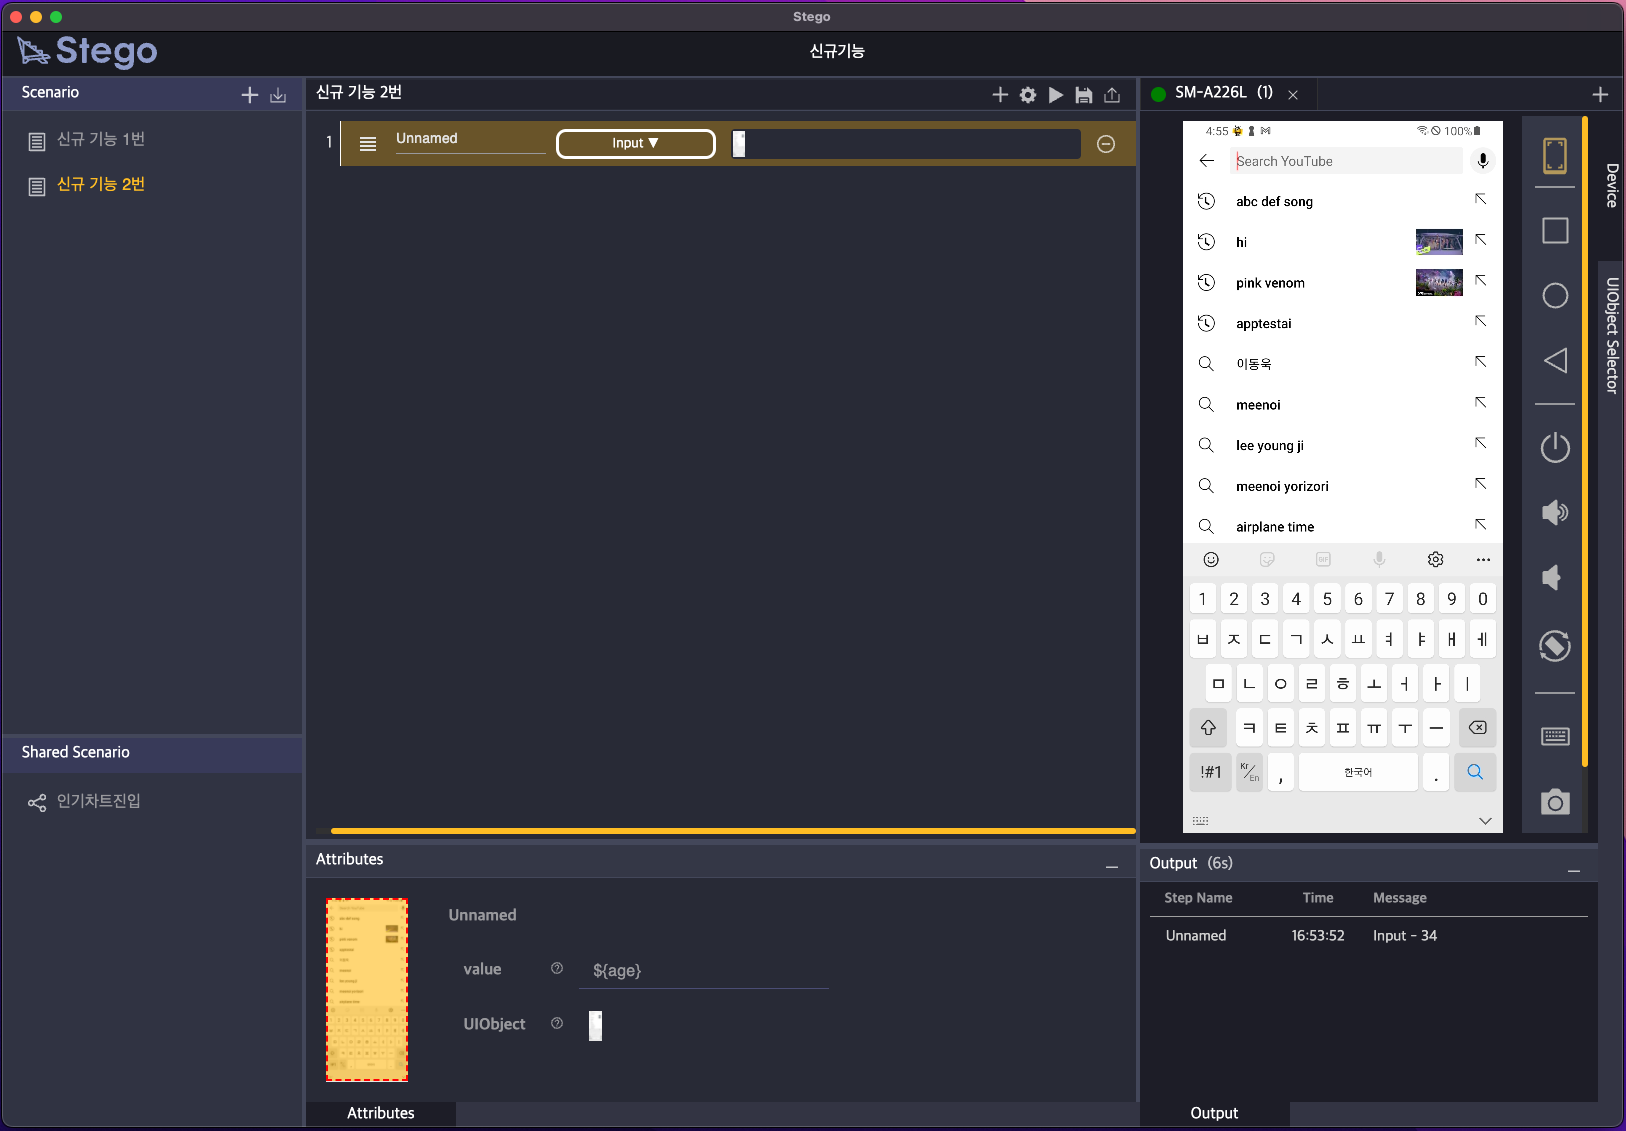 Stego
Stego
신규기능
Scenario
신규 기능 1번
신규 기능 2번
Shared Scenario
인기차트진입
신규 기능 2번
1
Unnamed
Input ▼
SM-A226L (1)
4:55
100%
Search YouTube
abc def song
hi
pink venom
apptestai
이동욱
meenoi
lee young ji
meenoi yorizori
airplane time
GIF
1 2 3 4 5 6 7 8 9 0
ㅂ ㅈ ㄷ ㄱ ㅅ ㅛ ㅕ ㅑ ㅐ ㅔ
ㅁ ㄴ ㅇ ㄹ ㅎ ㅗ ㅓ ㅏ ㅣ
ㅋ ㅌ ㅊ ㅍ ㅠ ㅜ ㅡ
!#1 Kr/En , 한국어 .
Device
UIObject Selector
Attributes
Unnamed
value
${age}
UIObject
Attributes
Output (6s)
Step Name Time Message
Unnamed 16:53:52 Input - 34
Output